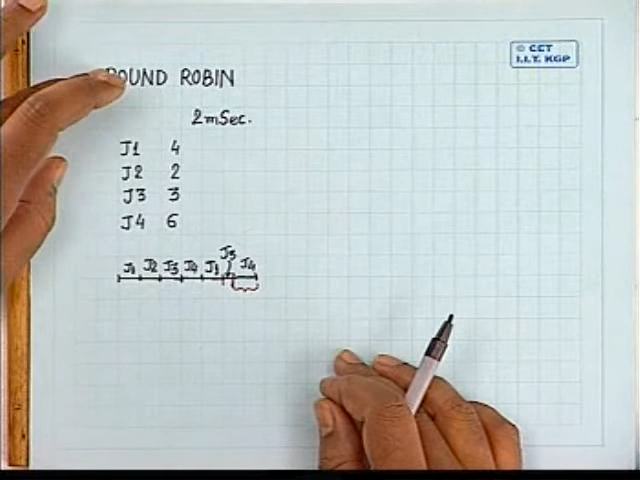 © CET
I.I.T. KGP
ROUND ROBIN
2mSec.
J1 4
J2 2
J3 3
J4 6
J3
J1 J2 J3 J4 J1 J4